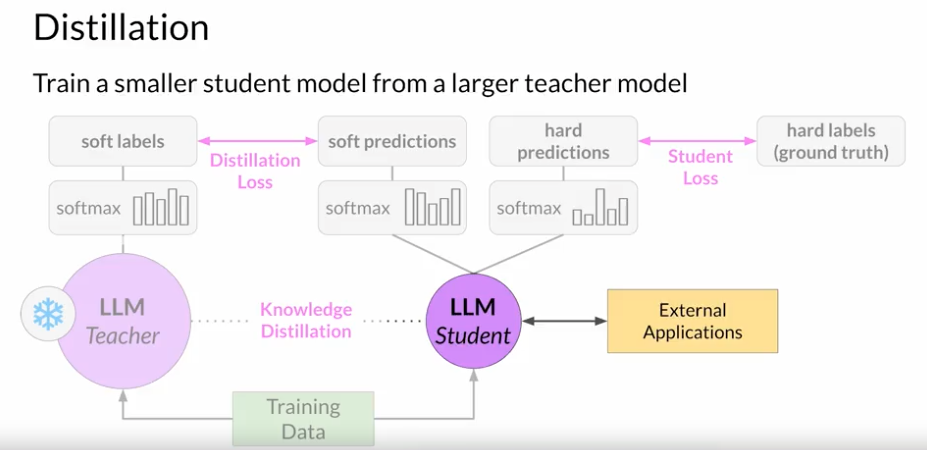 Distillation
Train a smaller student model from a larger teacher model
soft labels
Distillation
Loss
soft predictions
hard
predictions
Student
Loss
hard labels
(ground truth)
softmax
softmax
softmax
LLM
Teacher
Knowledge
Distillation
LLM
Student
External
Applications
Training
Data